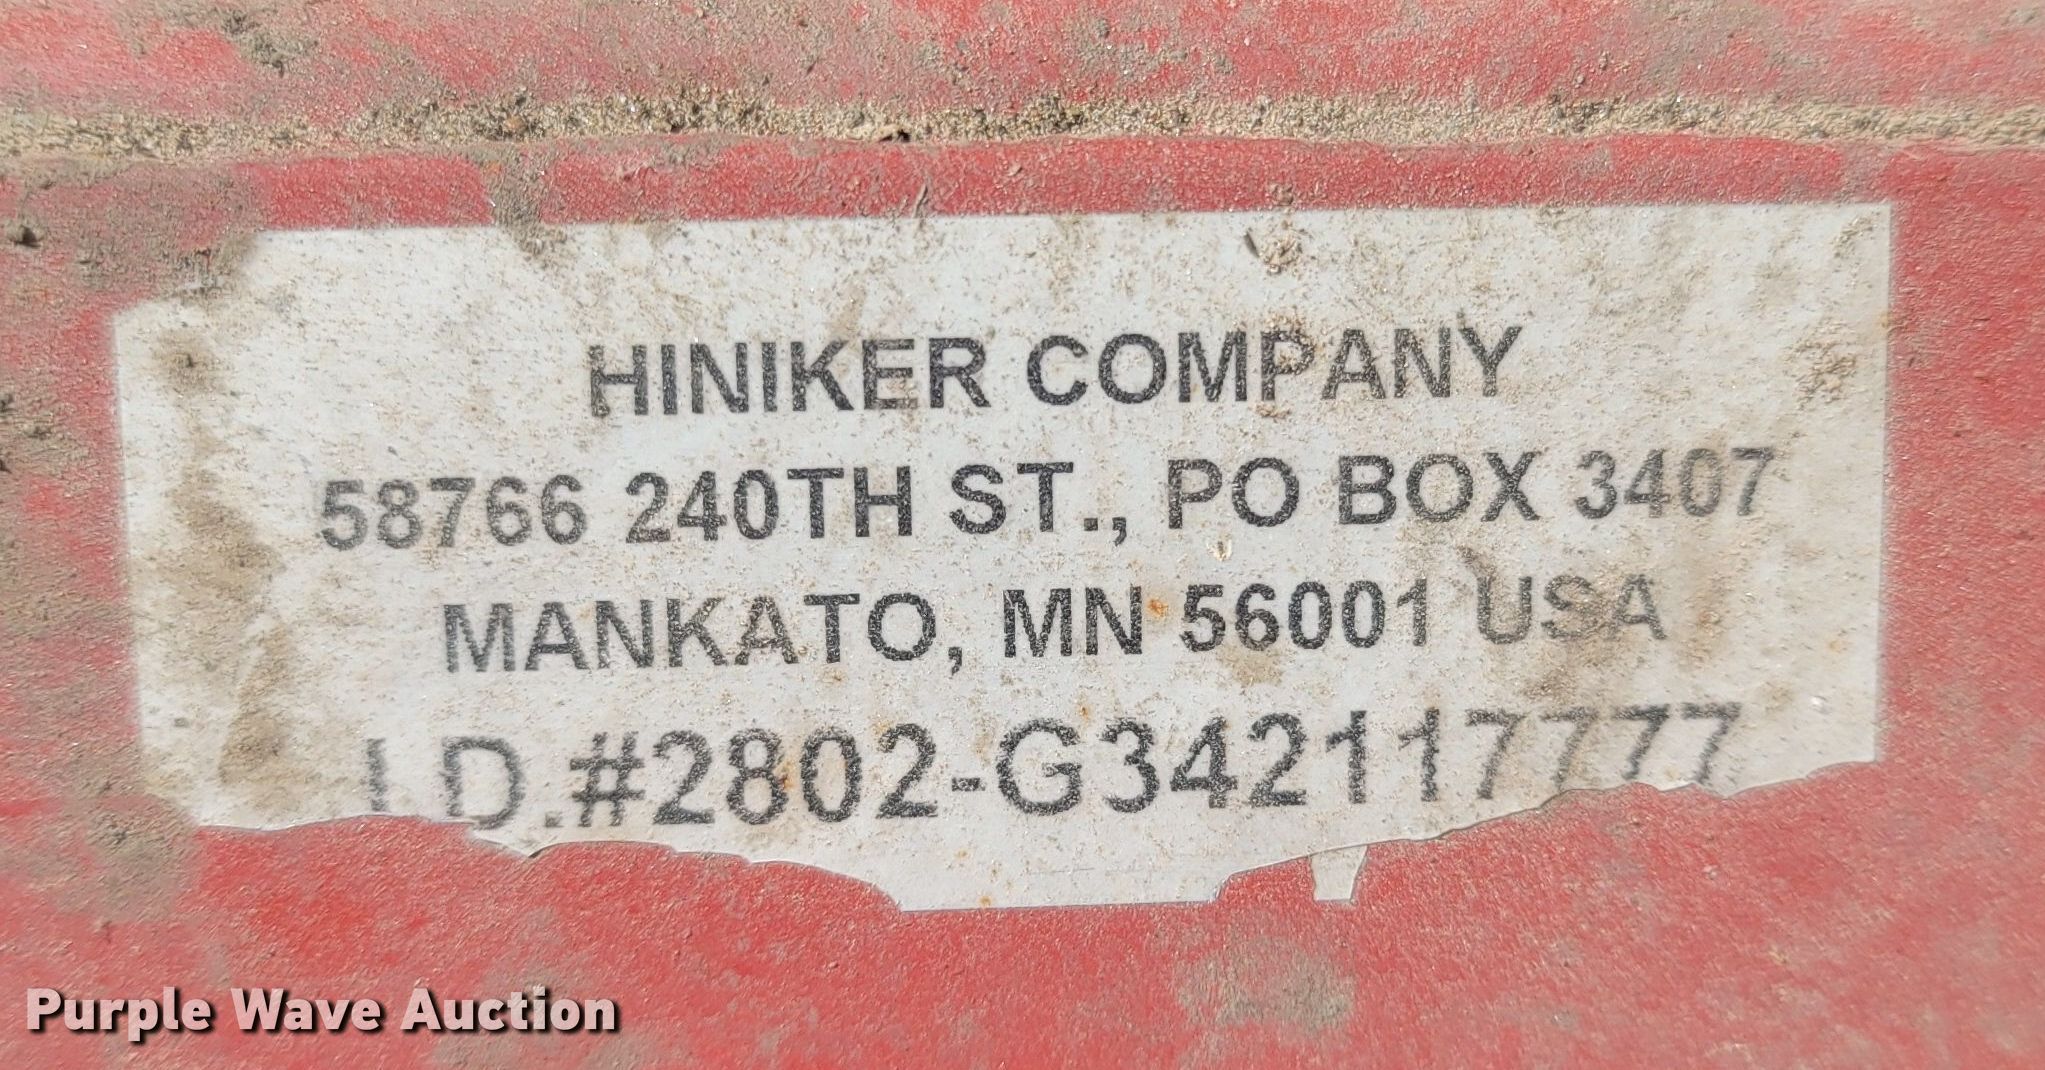 HINIKER COMPANY
58766 240TH ST., PO BOX 3407
MANKATO, MN 56001 USA
I.D.#2802-G342117777
Purple Wave Auction